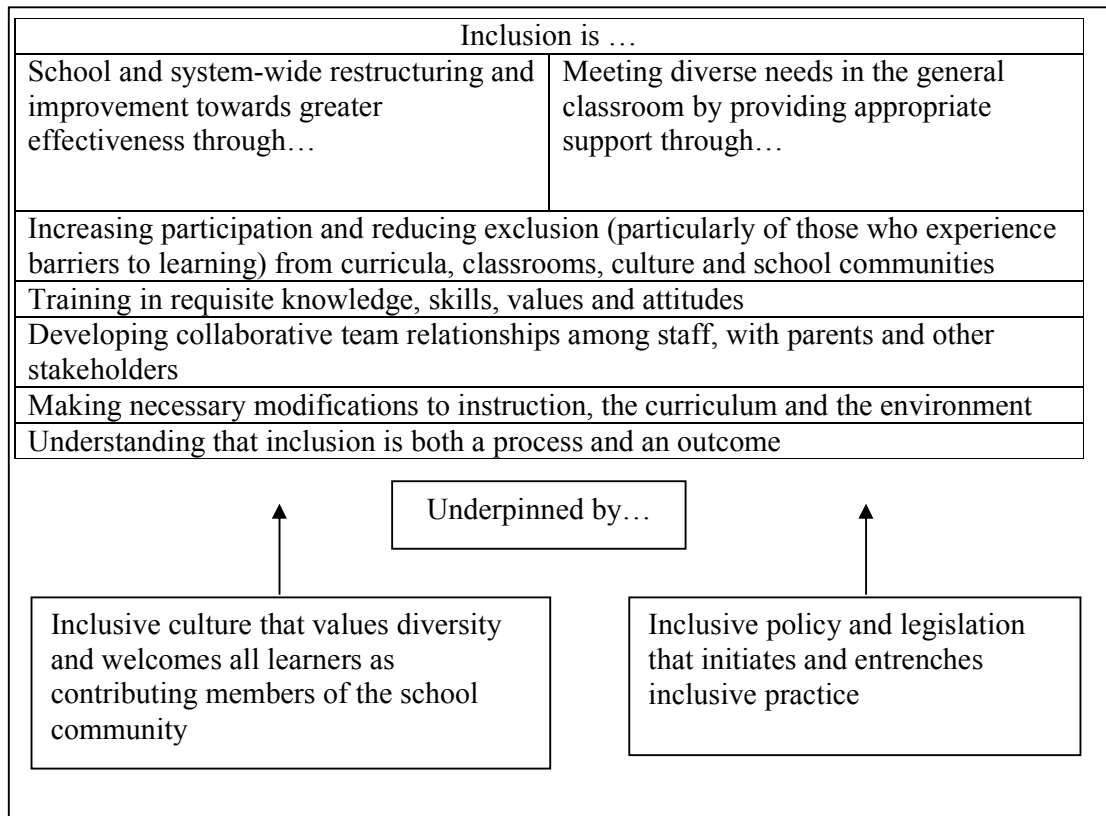 Inclusion is …
School and system-wide restructuring and
improvement towards greater
effectiveness through…
Meeting diverse needs in the general
classroom by providing appropriate
support through…
Increasing participation and reducing exclusion (particularly of those who experience
barriers to learning) from curricula, classrooms, culture and school communities
Training in requisite knowledge, skills, values and attitudes
Developing collaborative team relationships among staff, with parents and other
stakeholders
Making necessary modifications to instruction, the curriculum and the environment
Understanding that inclusion is both a process and an outcome
Underpinned by…
Inclusive culture that values diversity
and welcomes all learners as
contributing members of the school
community
Inclusive policy and legislation
that initiates and entrenches
inclusive practice